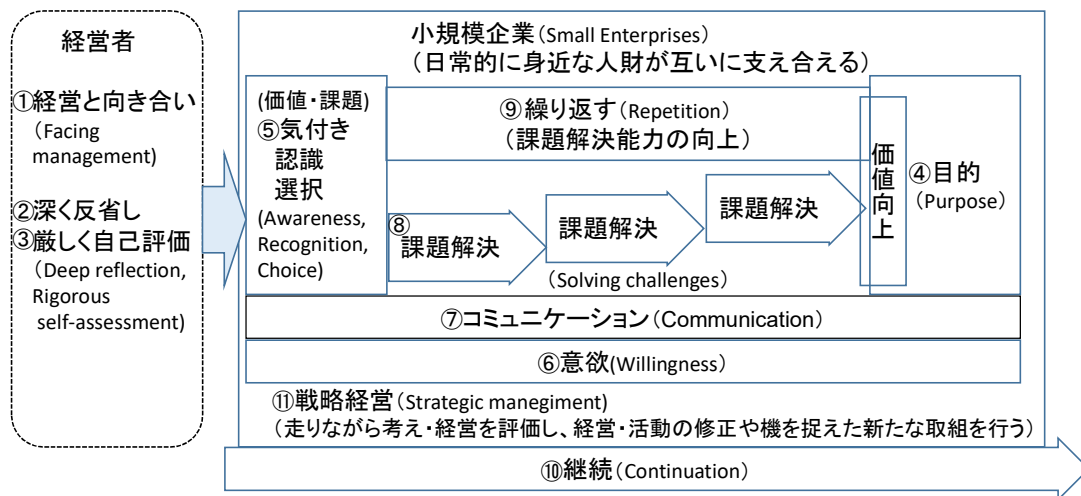 経営者
①経営と向き合い
（Facing
management）
②深く反省し
③厳しく自己評価
（Deep reflection,
Rigorous
self-assessment)
小規模企業（Small Enterprises）
（日常的に身近な人財が互いに支え合える）
(価値・課題)
⑤気付き
認識
選択
(Awareness,
Recognition,
Choice)
⑨繰り返す（Repetition）
（課題解決能力の向上）
⑧
課題解決
課題解決
課題解決
（Solving challenges）
価値向上
④目的
（Purpose）
⑦コミュニケーション（Communication）
⑥意欲(Willingness）
⑪戦略経営（Strategic manegiment）
（走りながら考え・経営を評価し、経営・活動の修正や機を捉えた新たな取組を行う）
⑩継続（Continuation）